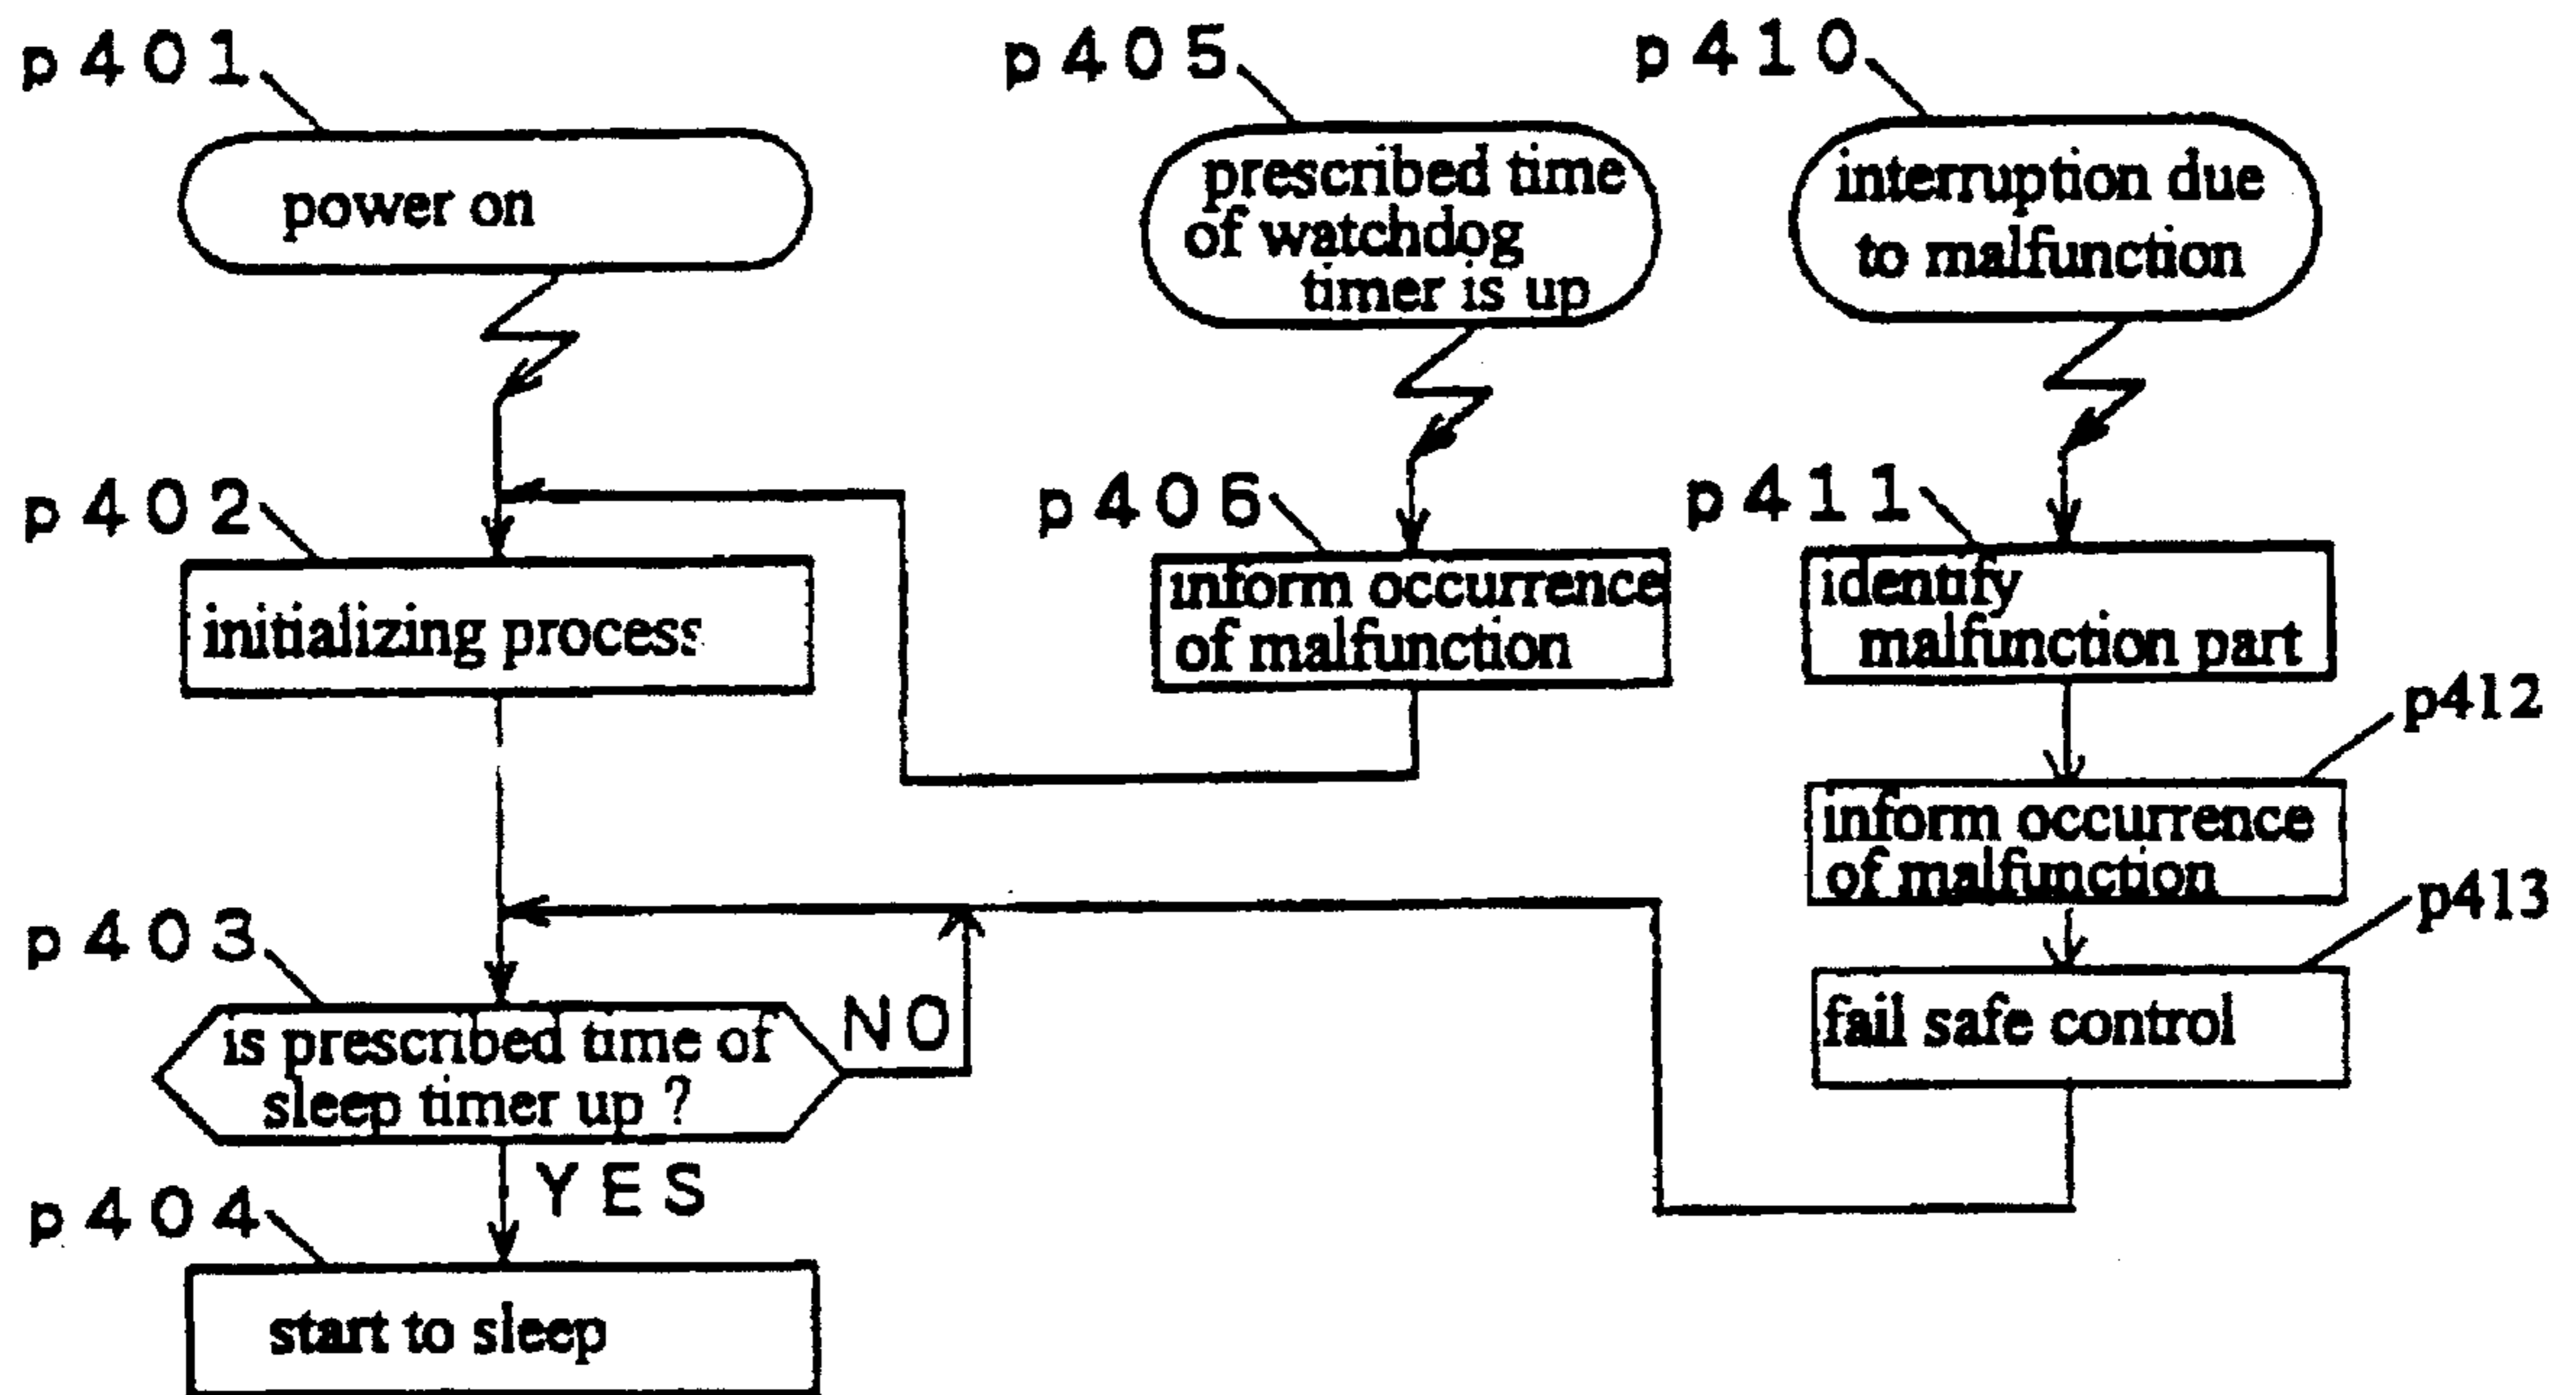 p401
power on
p402
initializing process
p403
is prescribed time of
sleep timer up ?
NO
YES
p404
start to sleep
p405
prescribed time
of watchdog
timer is up
p406
inform occurrence
of malfunction
p410
interruption due
to malfunction
p411
identify
malfunction part
p412
inform occurrence
of malfunction
p413
fail safe control